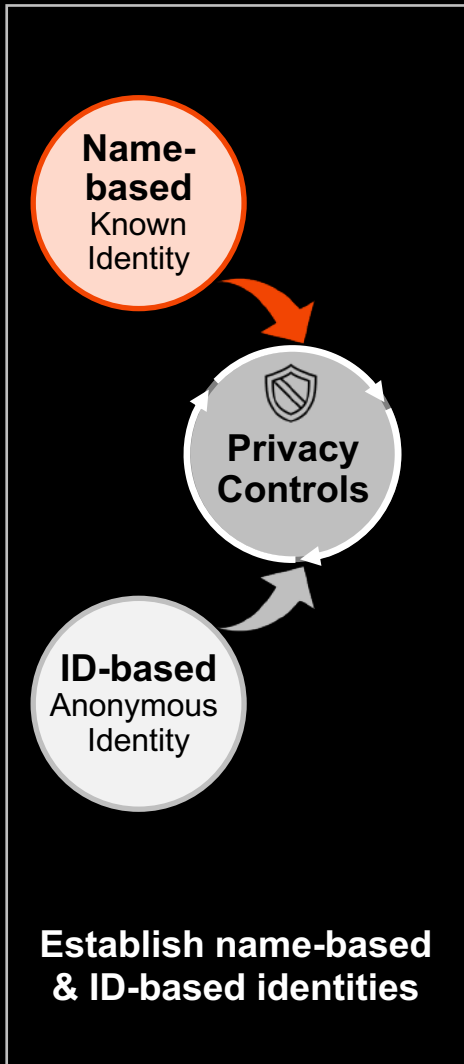 Name-
based
Known
Identity
Privacy
Controls
ID-based
Anonymous
Identity
Establish name-based
& ID-based identities